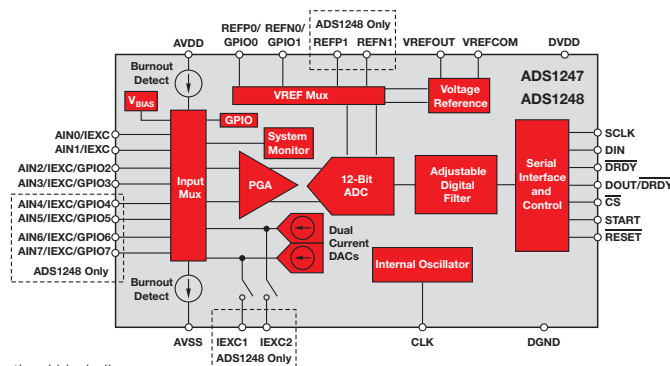 ADS1248 Only
REFP0/ REFN0/
GPIO0 GPIO1 REFP1 REFN1
AVDD VREFOUT VREFCOM DVDD
Burnout
Detect
ADS1247
ADS1248
VREF Mux
Voltage
Reference
VBIAS
GPIO
System
Monitor
AIN0/IEXC
AIN1/IEXC
AIN2/IEXC/GPIO2
AIN3/IEXC/GPIO3
AIN4/IEXC/GPIO4
AIN5/IEXC/GPIO5
AIN6/IEXC/GPIO6
AIN7/IEXC/GPIO7
ADS1248 Only
Input
Mux
PGA
12-Bit
ADC
Adjustable
Digital
Filter
Serial
Interface
and
Control
SCLK
DIN
DRDY
DOUT/DRDY
CS
START
RESET
Dual
Current
DACs
Internal Oscillator
Burnout
Detect
AVSS IEXC1 IEXC2 CLK DGND
ADS1248 Only